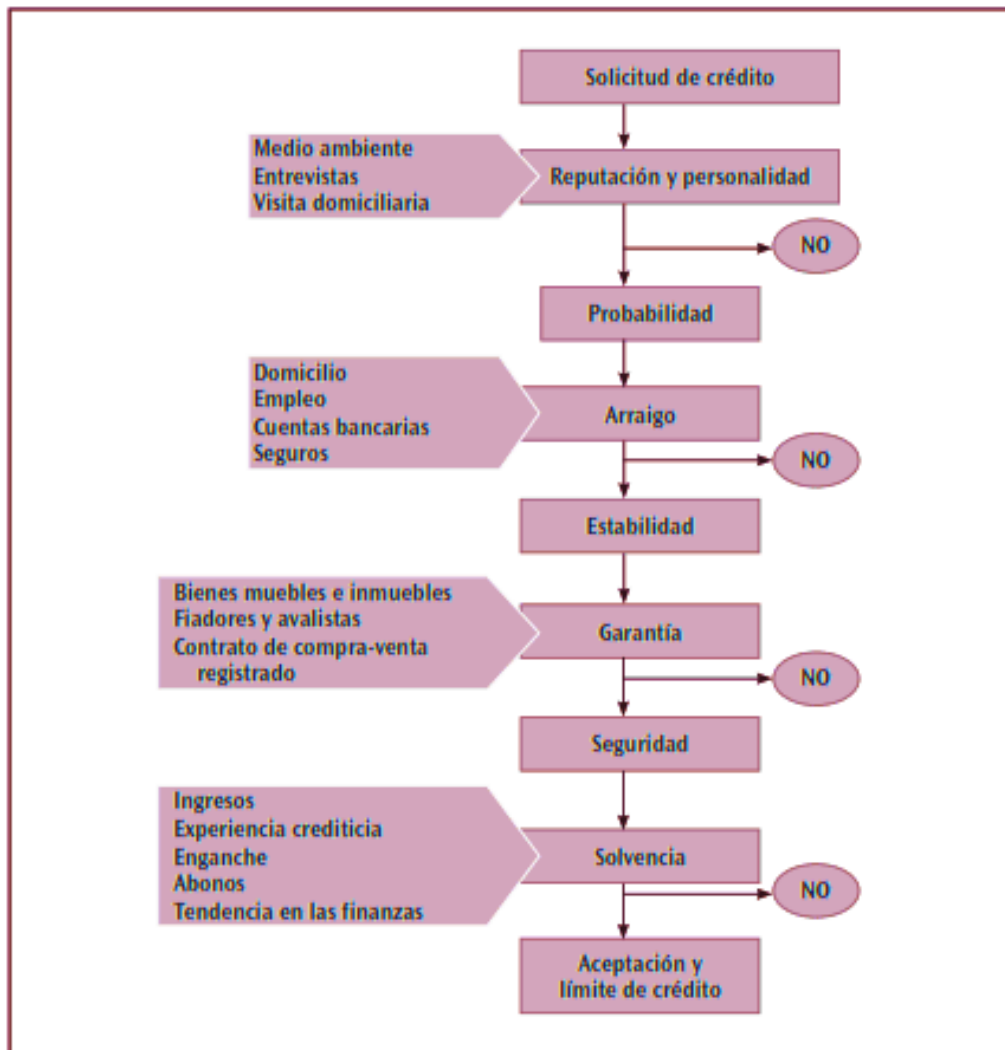 Solicitud de crédito
Medio ambiente
Entrevistas
Visita domiciliaria
Reputación y personalidad
NO
Probabilidad
Domicilio
Empleo
Cuentas bancarias
Seguros
Arraigo
NO
Estabilidad
Bienes muebles e inmuebles
Fiadores y avalistas
Contrato de compra-venta
registrado
Garantía
NO
Seguridad
Ingresos
Experiencia crediticia
Enganche
Abonos
Tendencia en las finanzas
Solvencia
NO
Aceptación y
límite de crédito